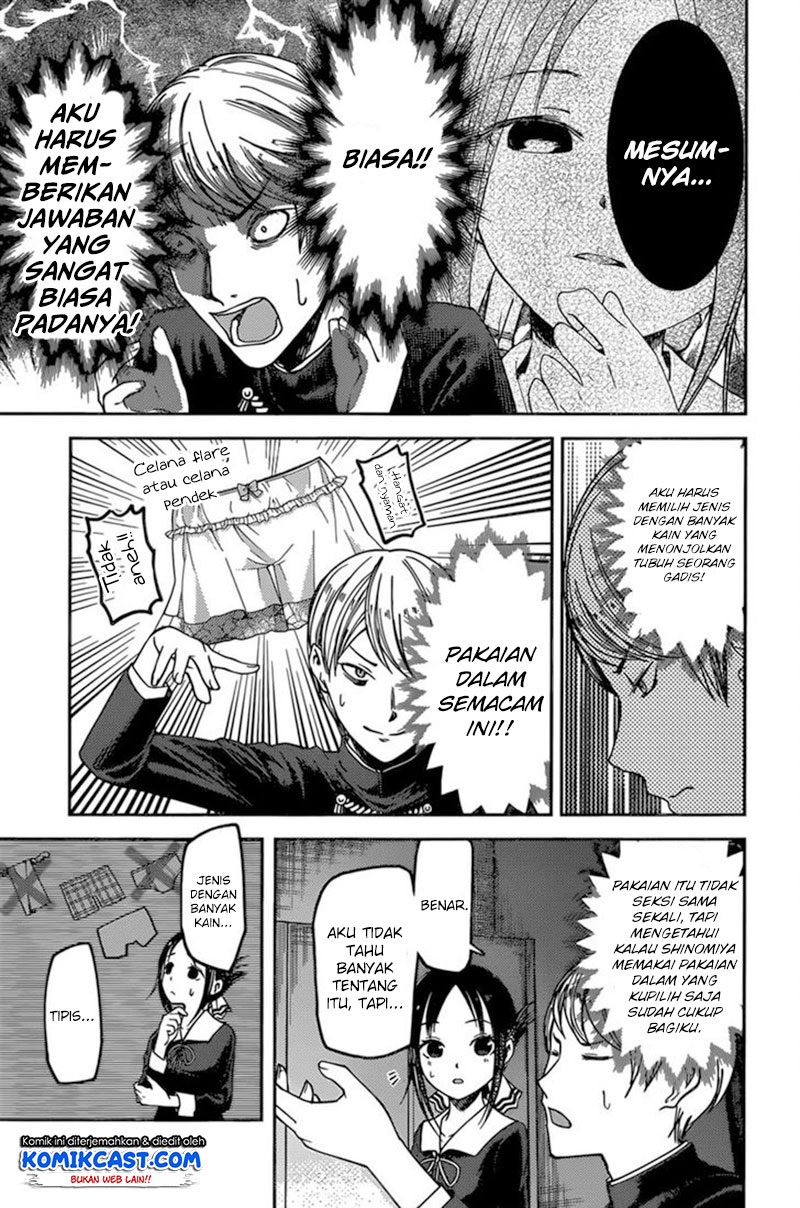 MESUM-
NYA...
BIASA!!
AKU
HARUS
MEM-
BERIKAN
JAWABAN
YANG
SANGAT
BIASA
PADANYA!
AKU HARUS
MEMILIH JENIS
DENGAN BANYAK
KAIN YANG
MENONJOLKAN
TUBUH SEORANG
GADIS!
Celana flare
atau celana
pendek
Hangat
dan nyaman
Tidak
aneh!!
PAKAIAN
DALAM
SEMACAM
INI!!
PAKAIAN ITU TIDAK
SEKSI SAMA
SEKALI, TAPI
MENGETAHUI
KALAU SHINOMIYA
MEMAKAI PAKAIAN
DALAM YANG
KUPILIH SAJA
SUDAH CUKUP
BAGIKU.
BENAR.
AKU TIDAK
TAHU
BANYAK
TENTANG
ITU, TAPI...
JENIS
DENGAN
BANYAK
KAIN...
TIPIS...
Komik ini diterjemahkan & diedit oleh
KOMIKCAST.COM
BUKAN WEB LAIN!!